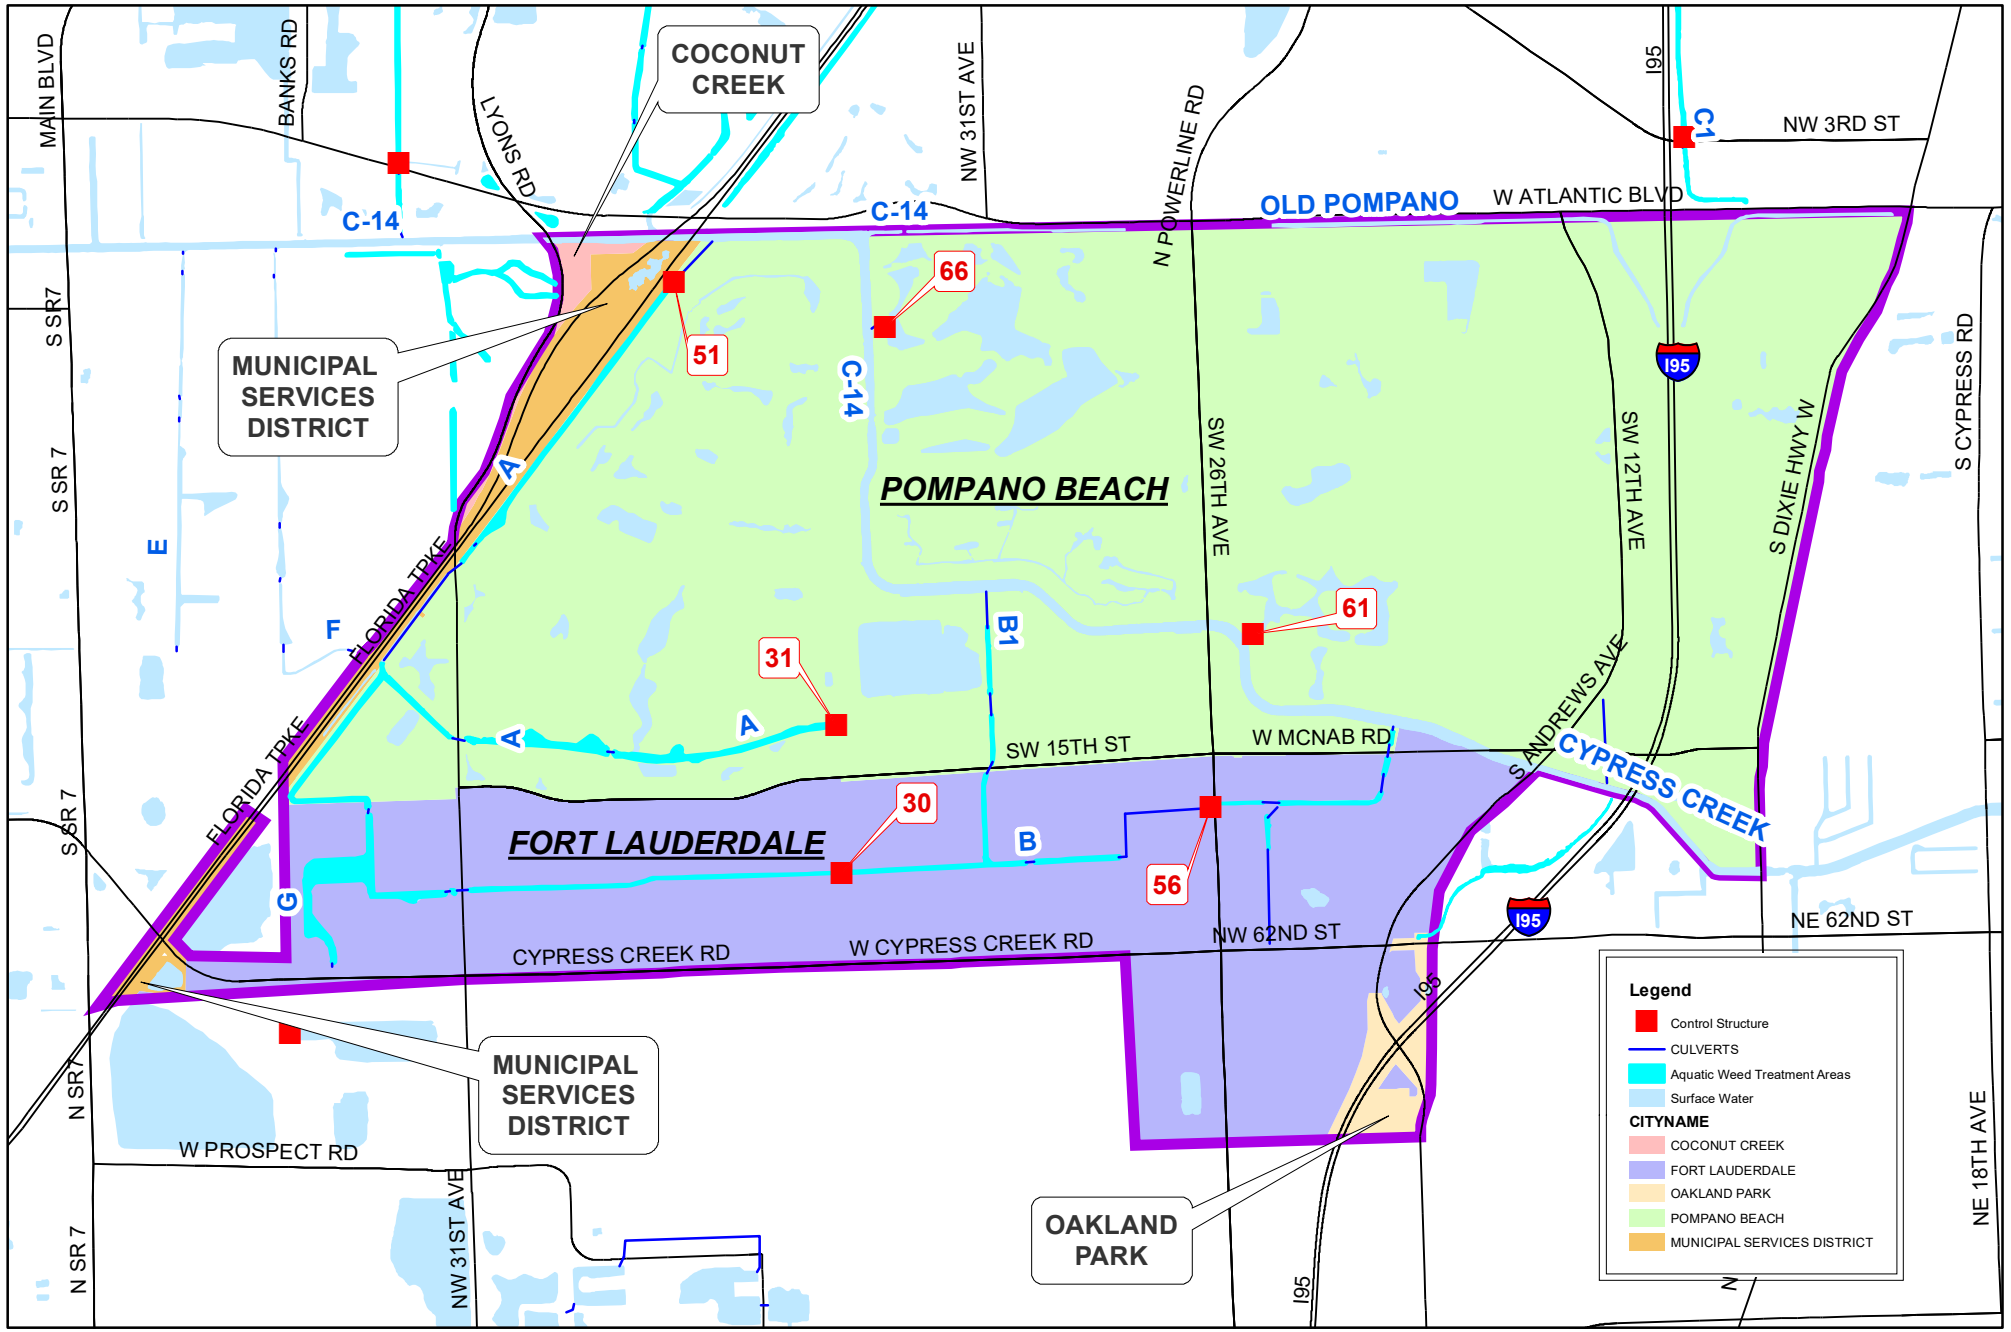 MAIN BLVD
BANKS RD
LYONS RD
COCONUT
CREEK
NW 31ST AVE
N POWERLINE RD
I95
C1
NW 3RD ST
C-14
C-14
OLD POMPANO
W ATLANTIC BLVD
S SR7
66
51
MUNICIPAL
SERVICES
DISTRICT
C-14
I95
S CYPRESS RD
S SR 7
A
POMPANO BEACH
SW 26TH AVE
SW 12TH AVE
S DIXIE HWY W
E
F
FLORIDA TPKE
B1
61
31
A
A
SW 15TH ST
W MCNAB RD
S ANDREWS AVE
CYPRESS CREEK
FLORIDA TPKE
S SR 7
FORT LAUDERDALE
30
B
56
G
I95
NE 62ND ST
CYPRESS CREEK RD
W CYPRESS CREEK RD
NW 62ND ST
I95
N SR7
MUNICIPAL
SERVICES
DISTRICT
W PROSPECT RD
NW 31ST AVE
N SR 7
OAKLAND
PARK
I95
N
NE 18TH AVE
Legend
Control Structure
CULVERTS
Aquatic Weed Treatment Areas
Surface Water
CITYNAME
COCONUT CREEK
FORT LAUDERDALE
OAKLAND PARK
POMPANO BEACH
MUNICIPAL SERVICES DISTRICT